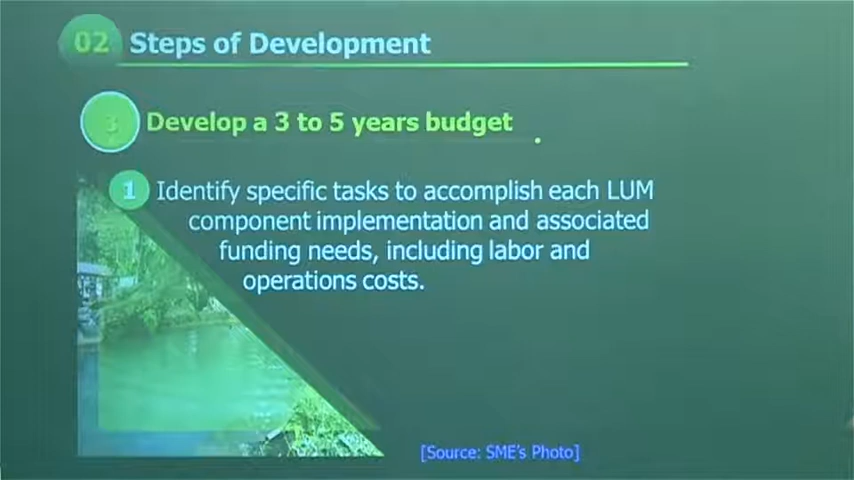 02 Steps of Development
3 Develop a 3 to 5 years budget
1 Identify specific tasks to accomplish each LUM
component implementation and associated
funding needs, including labor and
operations costs.
[Source: SME's Photo]